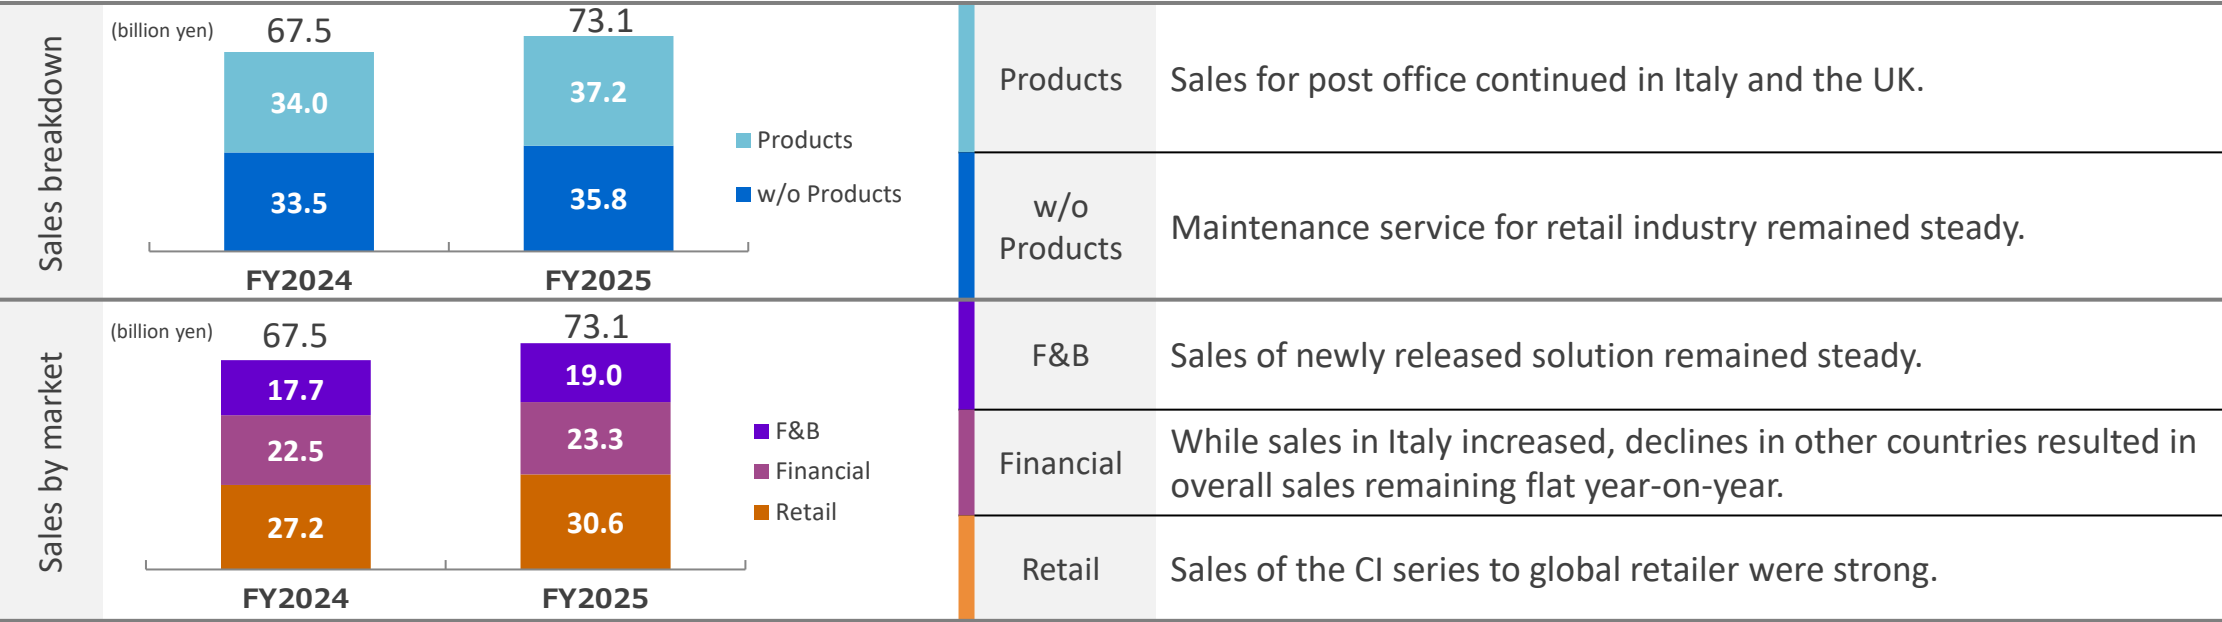 Sales breakdown
(billion yen)
67.5
73.1
34.0
37.2
33.5
35.8
FY2024
FY2025
Products
w/o Products
Products
Sales for post office continued in Italy and the UK.
w/o
Products
Maintenance service for retail industry remained steady.
Sales by market
(billion yen)
67.5
73.1
17.7
19.0
22.5
23.3
27.2
30.6
FY2024
FY2025
F&B
Financial
Retail
F&B
Sales of newly released solution remained steady.
Financial
While sales in Italy increased, declines in other countries resulted in
overall sales remaining flat year-on-year.
Retail
Sales of the CI series to global retailer were strong.